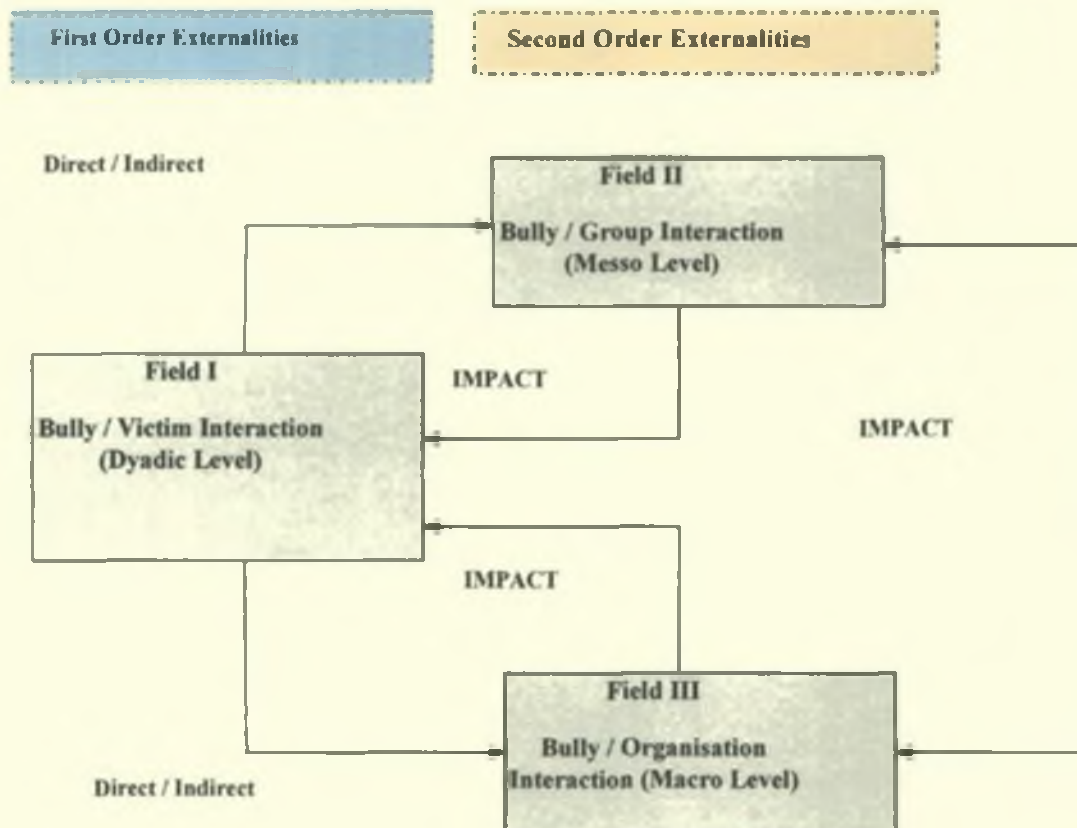 First Order Externalities
Second Order Externalities
Direct / Indirect
Field II
Bully / Group Interaction
(Messo Level)
Field I
Bully / Victim Interaction
(Dyadic Level)
IMPACT
IMPACT
IMPACT
Field III
Bully / Organisation
Interaction (Macro Level)
Direct / Indirect